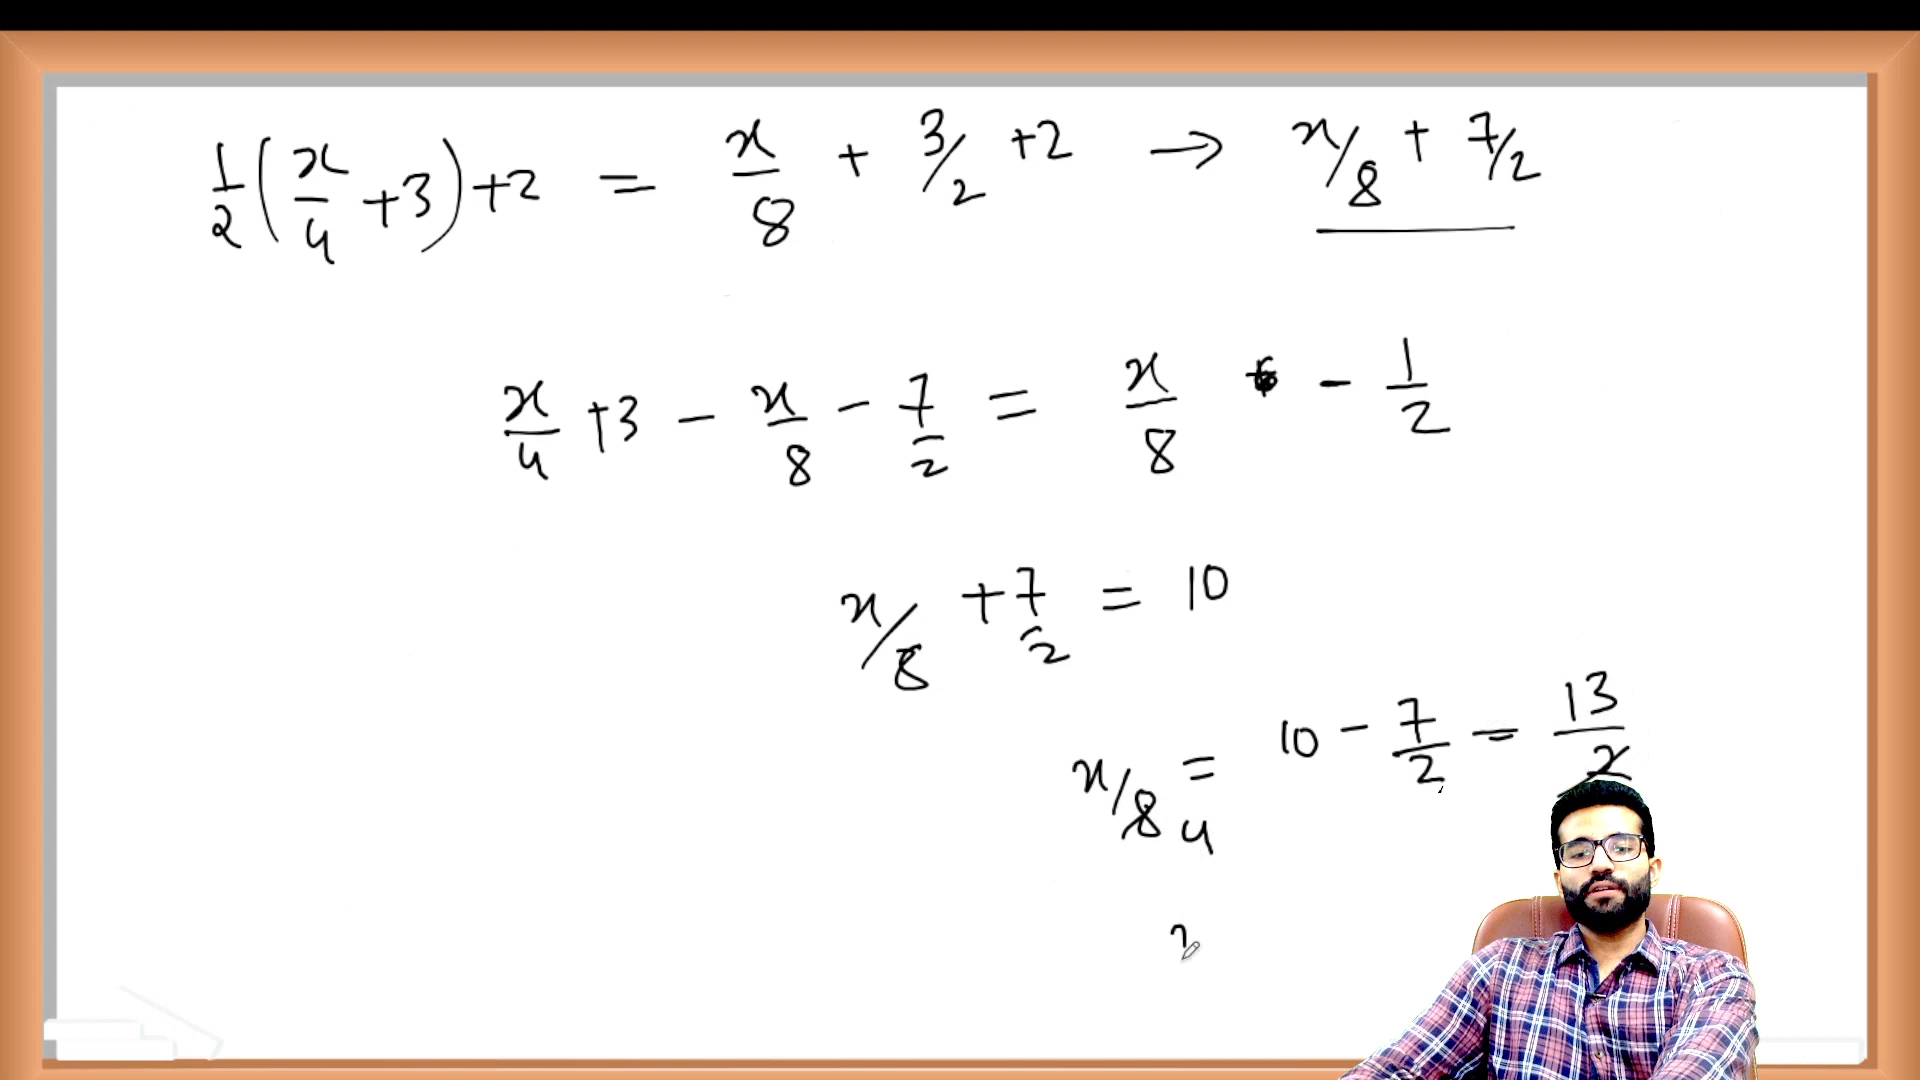 1/2 (x/4 + 3) + 2 = x/8 + 3/2 + 2 → x/8 + 7/2
x/4 + 3 - x/8 - 7/2 = x/8 - 1/2
x/8 + 7/2 = 10
x/8 = 10 - 7/2 = 13/2
4